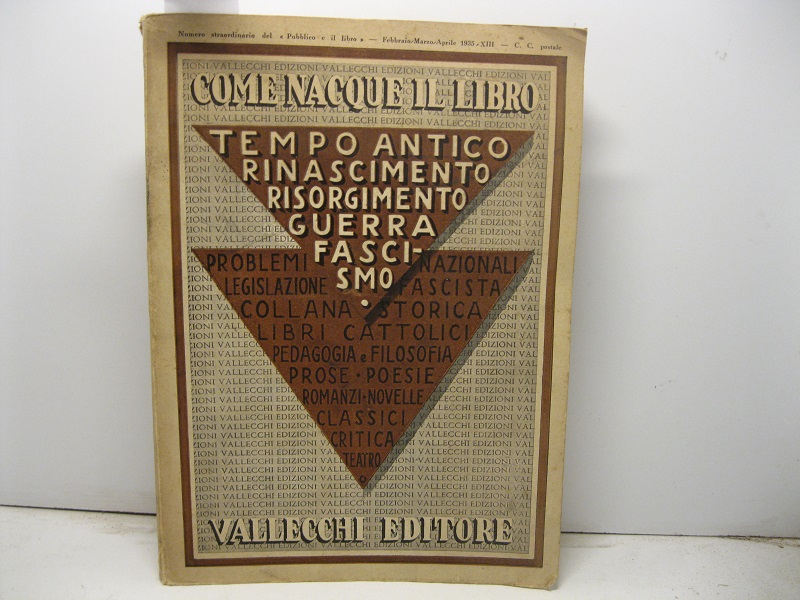 Numero straordinario del « Pubblico e il libro » — Febbraio-Marzo-Aprile 1935 - XIII — C. C. postale
COME NACQUE IL LIBRO
TEMPO ANTICO
RINASCIMENTO
RISORGIMENTO
GUERRA
FASCI-
SMO
PROBLEMI NAZIONALI
LEGISLAZIONE FASCISTA
COLLANA STORICA
LIBRI CATTOLICI
PEDAGOGIA e FILOSOFIA
PROSE · POESIE
ROMANZI · NOVELLE
CLASSICI
CRITICA
TEATRO
VALLECCHI EDITORE